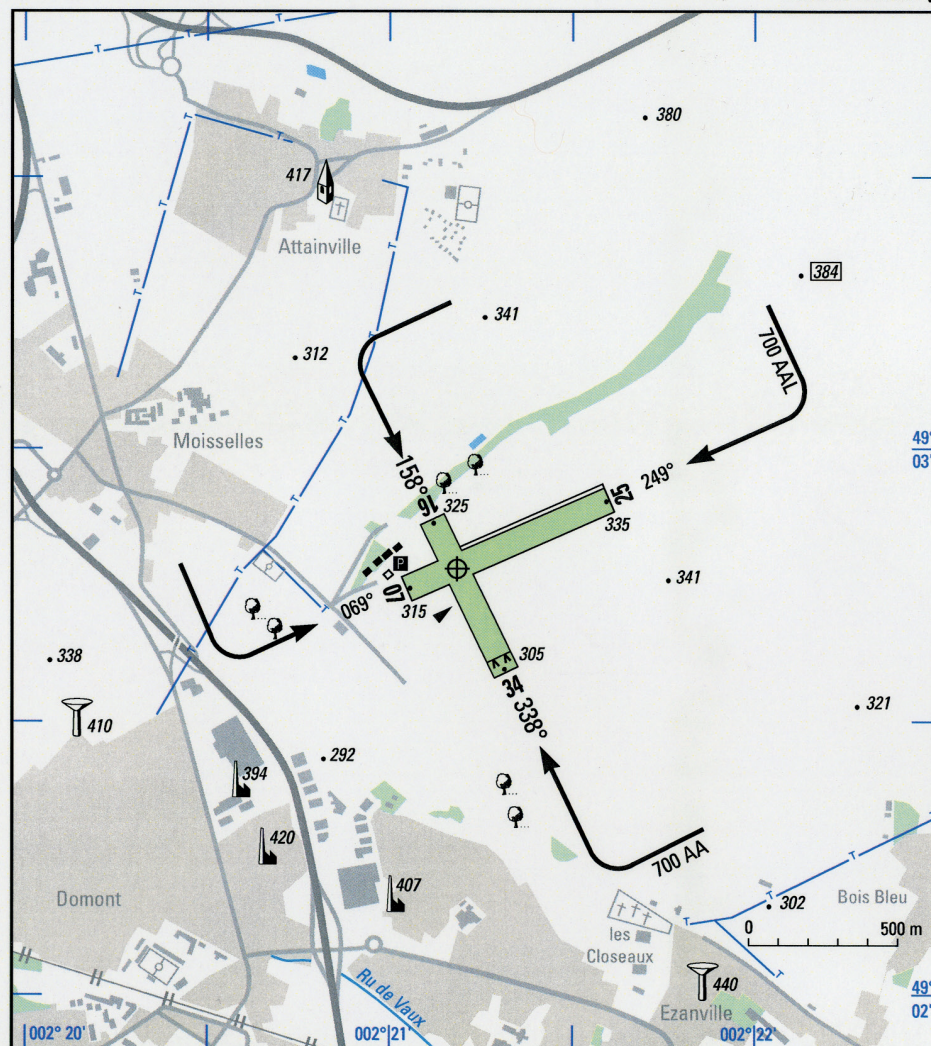 T
T
380
417
Attainville
T
T
384
341
312
T
700 AAL
Moisselles
49°
03'
158°
16
325
249°
25
335
P
T
07
069°
315
341
T
305
338
34
338°
321
410
T
292
394
420
700 AA
407
T
302
Bois Bleu
Domont
T
les
Closeaux
0 500 m
T
440
Ru de Vaux
Ezanville
49°
02'
002° 20'
002° 21'
002° 22'